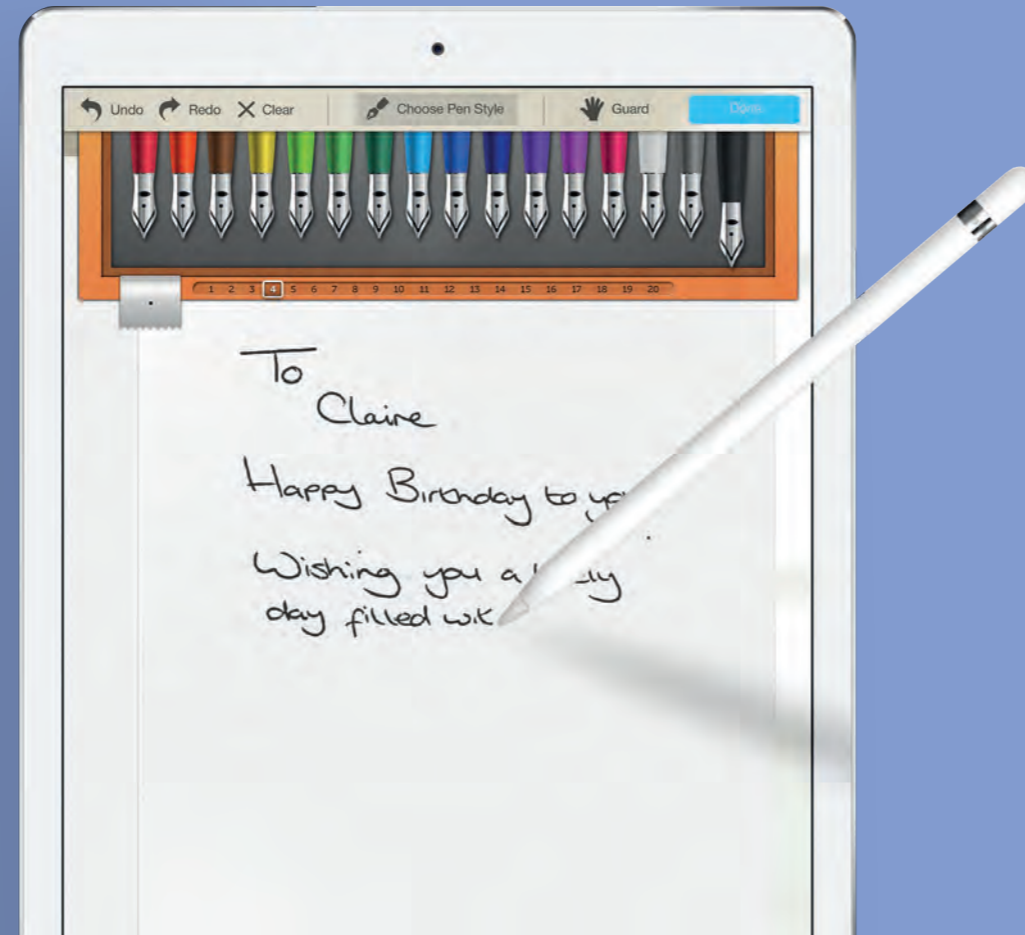 Undo Redo Clear Choose Pen Style Guard Done
1 2 3 4 5 6 7 8 9 10 11 12 13 14 15 16 17 18 19 20
To
Claire
Happy Birthday to
Wishing you a
day filled